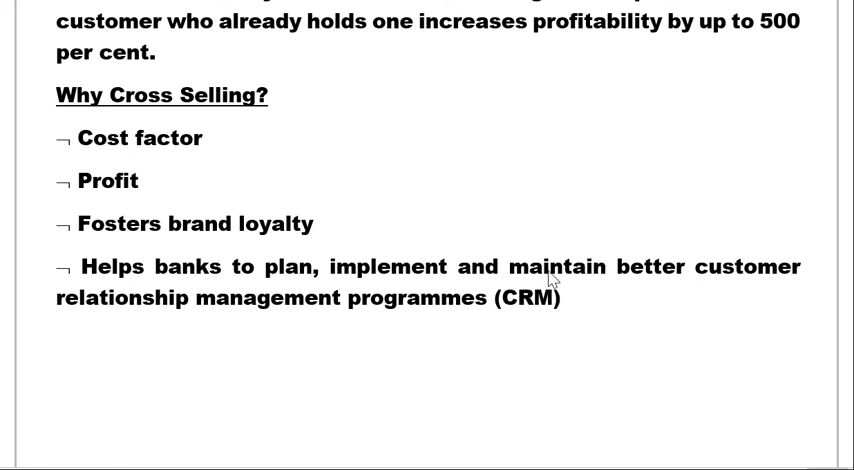 customer who already holds one increases profitability by up to 500
per cent.
Why Cross Selling?
¬ Cost factor
¬ Profit
¬ Fosters brand loyalty
¬ Helps banks to plan, implement and maintain better customer
relationship management programmes (CRM)